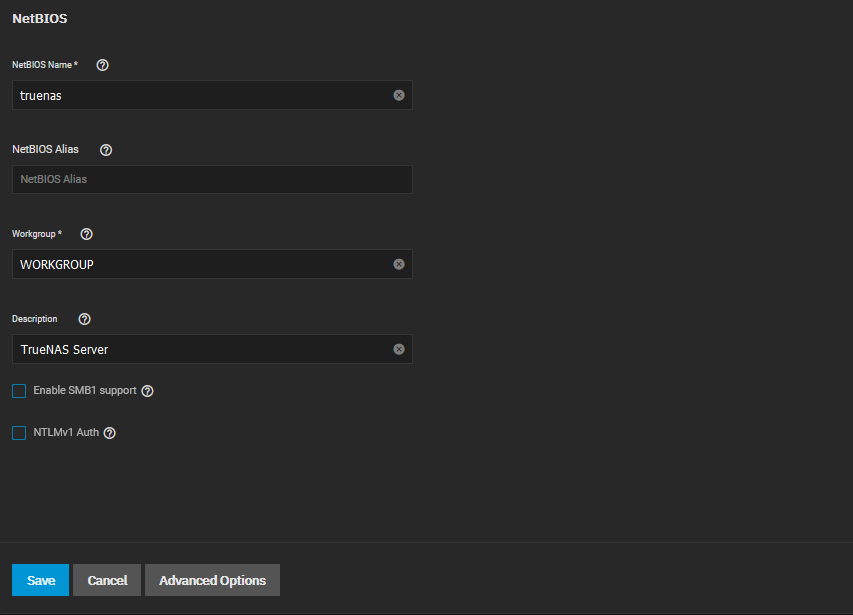 NetBIOS
NetBIOS Name *
truenas
NetBIOS Alias
NetBIOS Alias
Workgroup *
WORKGROUP
Description
TrueNAS Server
Enable SMB1 support
NTLMv1 Auth
Save Cancel Advanced Options